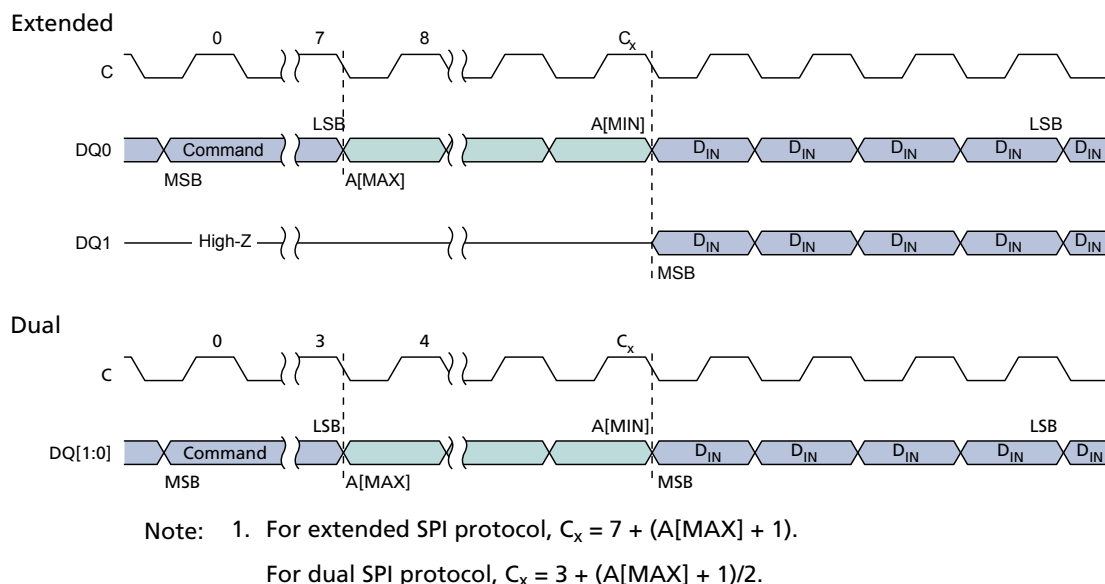 Extended
0 7 8 Cx
C
LSB A[MIN] LSB
DQ0 Command DIN DIN DIN DIN DIN
MSB A[MAX]
DQ1 High-Z DIN DIN DIN DIN DIN
MSB
Dual
0 3 4 Cx
C
LSB A[MIN] LSB
DQ[1:0] Command DIN DIN DIN DIN DIN
MSB A[MAX] MSB
Note: 1. For extended SPI protocol, Cx = 7 + (A[MAX] + 1).
For dual SPI protocol, Cx = 3 + (A[MAX] + 1)/2.